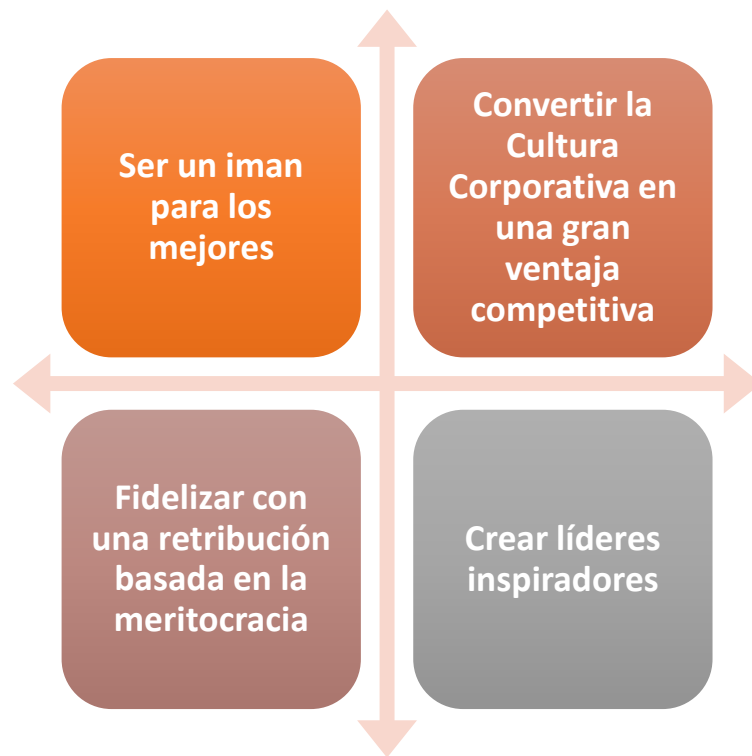 Ser un iman
para los
mejores
Convertir la
Cultura
Corporativa en
una gran
ventaja
competitiva
Fidelizar con
una retribución
basada en la
meritocracia
Crear líderes
inspiradores